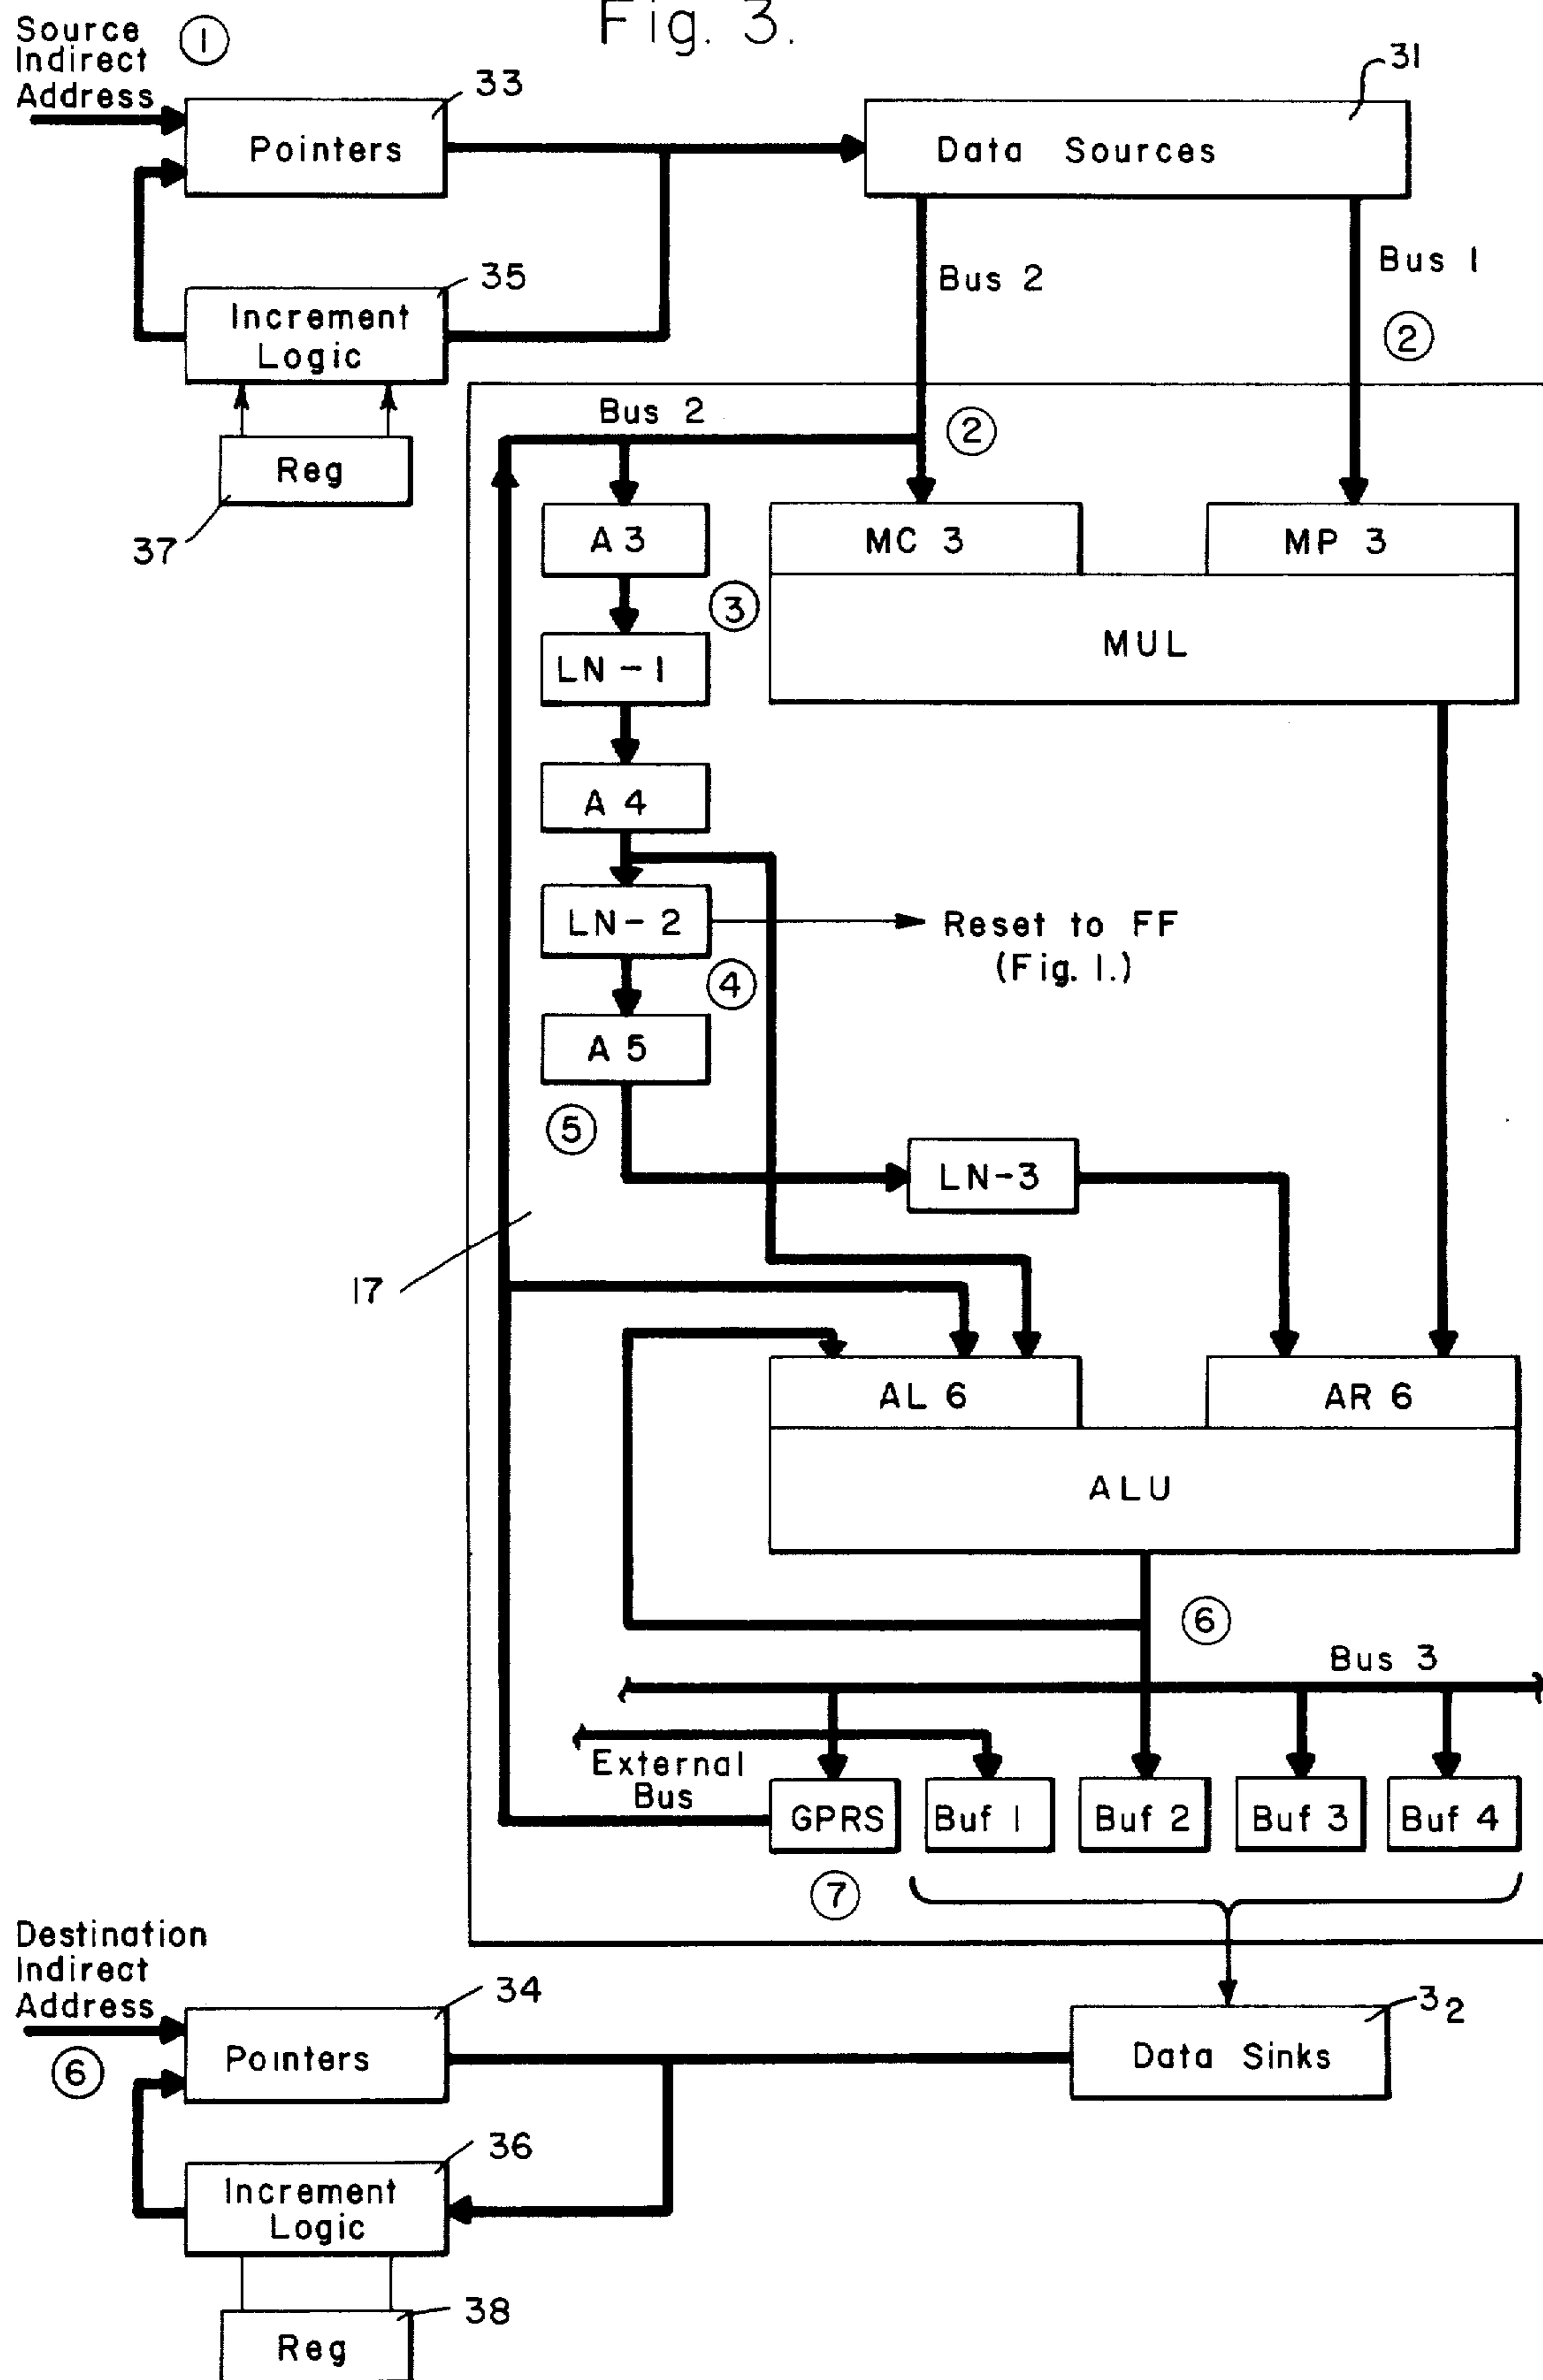 Fig. 3.
Source
Indirect
Address
1
33
Pointers
31
Data Sources
35
Increment
Logic
Bus 2
Bus 1
2
Reg
37
Bus 2
2
A 3
MC 3
MP 3
3
MUL
LN-1
A 4
LN-2
Reset to FF
(Fig. 1.)
4
A 5
5
LN-3
17
AL 6
AR 6
ALU
6
Bus 3
External
Bus
GPRS
Buf 1
Buf 2
Buf 3
Buf 4
7
Destination
Indirect
Address
34
Pointers
6
32
Data Sinks
36
Increment
Logic
38
Reg